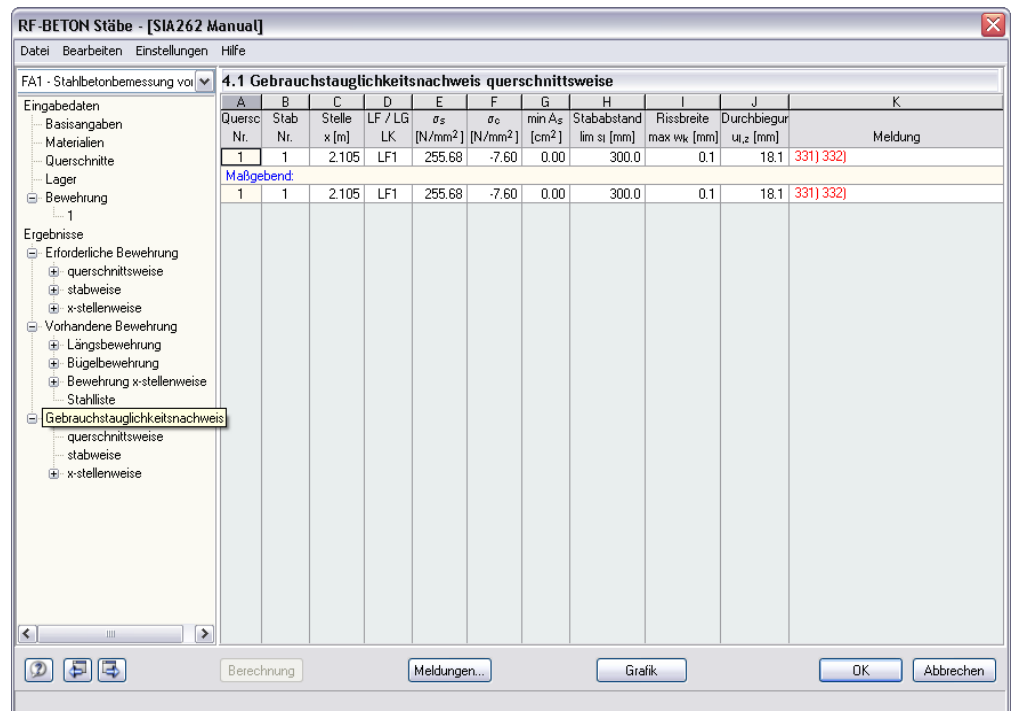 RF-BETON Stäbe - [SIA262 Manual]
Datei Bearbeiten Einstellungen Hilfe
FA1 - Stahlbetonbemessung voi
4.1 Gebrauchstauglichkeitsnachweis querschnittsweise
Eingabedaten
Basisangaben
Materialien
Querschnitte
Lager
Bewehrung
1
Ergebnisse
Erforderliche Bewehrung
querschnittsweise
stabweise
x-stellenweise
Vorhandene Bewehrung
Längsbewehrung
Bügelbewehrung
Bewehrung x-stellenweise
Stahlliste
Gebrauchstauglichkeitsnachweis
querschnittsweise
stabweise
x-stellenweise
A B C D E F G H I J K
Quersc Stab Stelle LF / LG σs σc min As Stababstand Rissbreite Durchbiegur
Nr. Nr. x [m] LK [N/mm²] [N/mm²] [cm²] lim sl [mm] max wk [mm] ul,z [mm] Meldung
1 1 2.105 LF1 255.68 -7.60 0.00 300.0 0.1 18.1 331) 332)
Maßgebend:
1 1 2.105 LF1 255.68 -7.60 0.00 300.0 0.1 18.1 331) 332)
Berechnung Meldungen... Grafik OK Abbrechen